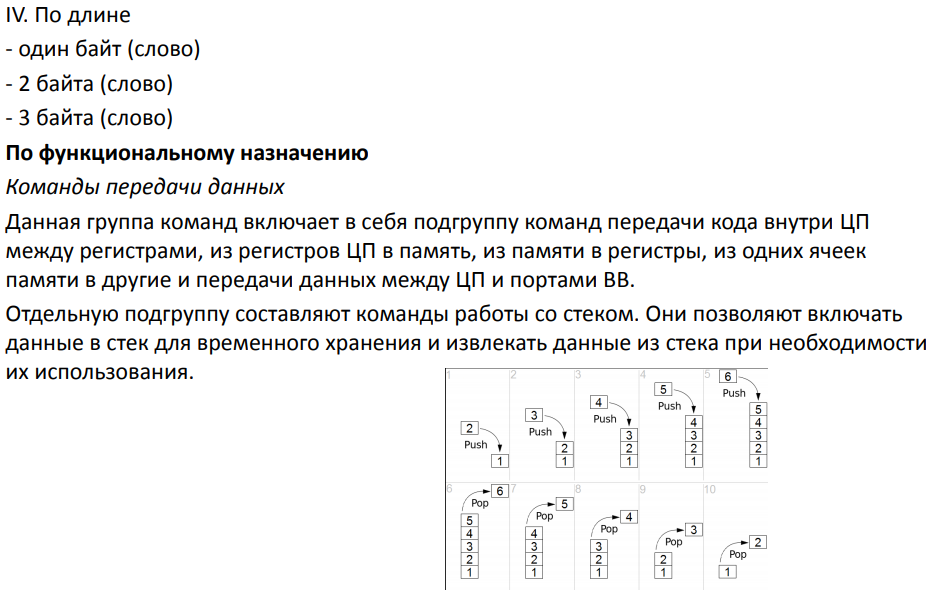 IV. По длине
- один байт (слово)
- 2 байта (слово)
- 3 байта (слово)
По функциональному назначению
Команды передачи данных
Данная группа команд включает в себя подгруппу команд передачи кода внутри ЦП
между регистрами, из регистров ЦП в память, из памяти в регистры, из одних ячеек
памяти в другие и передачи данных между ЦП и портами ВВ.
Отдельную подгруппу составляют команды работы со стеком. Они позволяют включать
данные в стек для временного хранения и извлекать данные из стека при необходимости
их использования.
1 2 3 4 5
2 Push 1
3 Push 2 1
4 Push 3 2 1
5 Push 4 3 2 1
6 Push 5 4 3 2 1
6 7 8 9 10
6 Pop 5 4 3 2 1
5 Pop 4 3 2 1
4 Pop 3 2 1
3 Pop 2 1
2 Pop 1